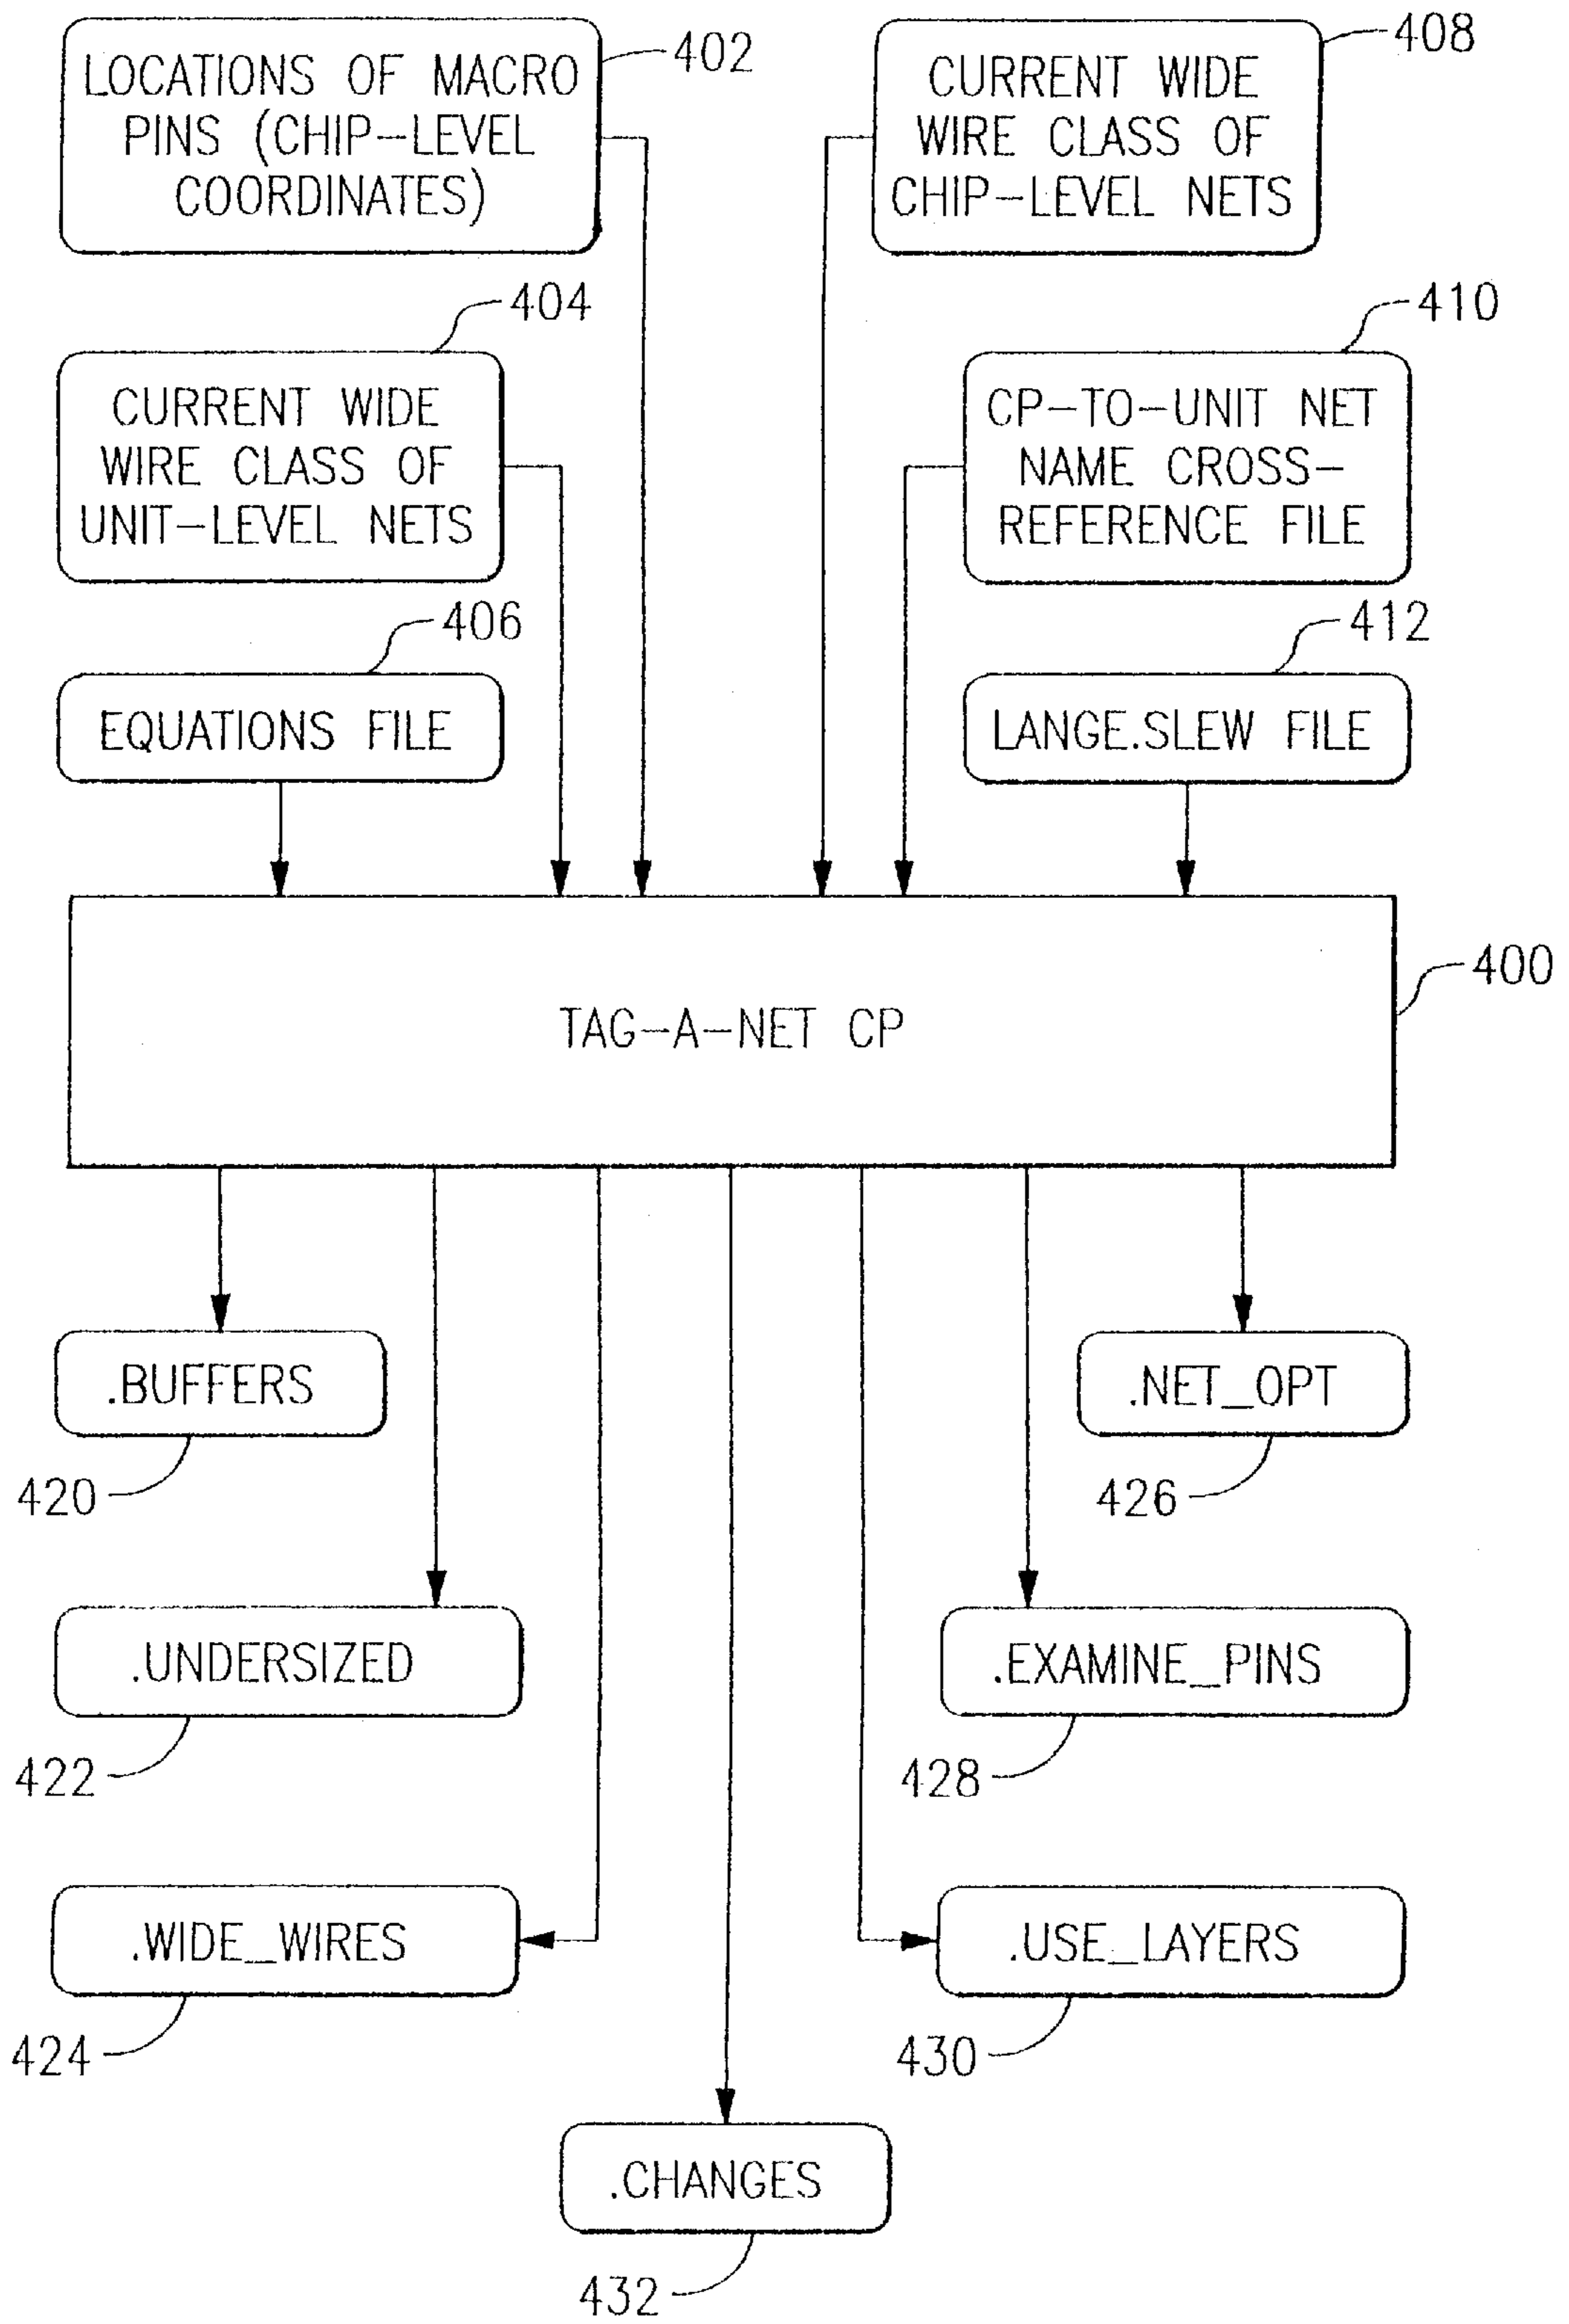 LOCATIONS OF MACRO
PINS (CHIP-LEVEL
COORDINATES)
402
CURRENT WIDE
WIRE CLASS OF
CHIP-LEVEL NETS
408
404
CURRENT WIDE
WIRE CLASS OF
UNIT-LEVEL NETS
410
CP-TO-UNIT NET
NAME CROSS-
REFERENCE FILE
406
EQUATIONS FILE
412
LANGE.SLEW FILE
400
TAG-A-NET CP
.BUFFERS
420
.NET_OPT
426
.UNDERSIZED
422
.EXAMINE_PINS
428
.WIDE_WIRES
424
.USE_LAYERS
430
.CHANGES
432